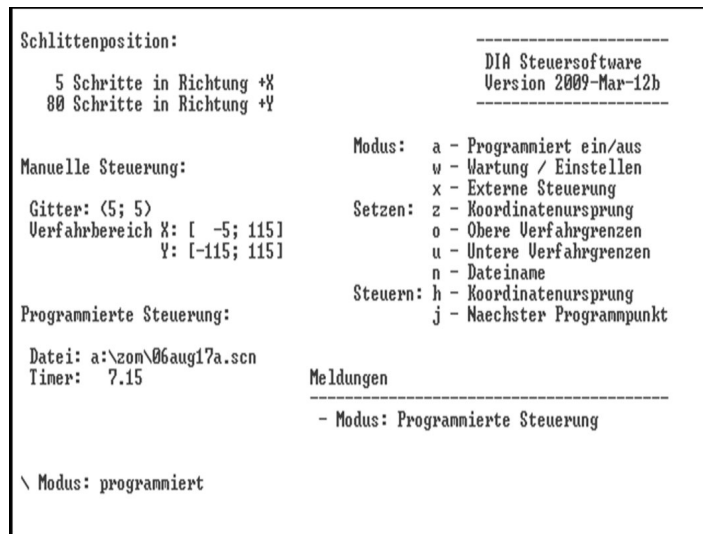 Schlittenposition:
5 Schritte in Richtung +X
80 Schritte in Richtung +Y
-----------------------
DIA Steuersoftware
Version 2009-Mar-12b
-----------------------
Manuelle Steuerung:
Gitter: (5; 5)
Verfahrbereich X: [  -5; 115]
Y: [-115; 115]
Modus:   a - Programmiert ein/aus
w - Wartung / Einstellen
x - Externe Steuerung
Setzen:  z - Koordinatenursprung
o - Obere Verfahrgrenzen
u - Untere Verfahrgrenzen
n - Dateiname
Steuern: h - Koordinatenursprung
j - Naechster Programmpunkt
Programmierte Steuerung:
Datei: a:\zom\06aug17a.scn
Timer:   7.15
Meldungen
-------------------------------------------
- Modus: Programmierte Steuerung
\ Modus: programmiert